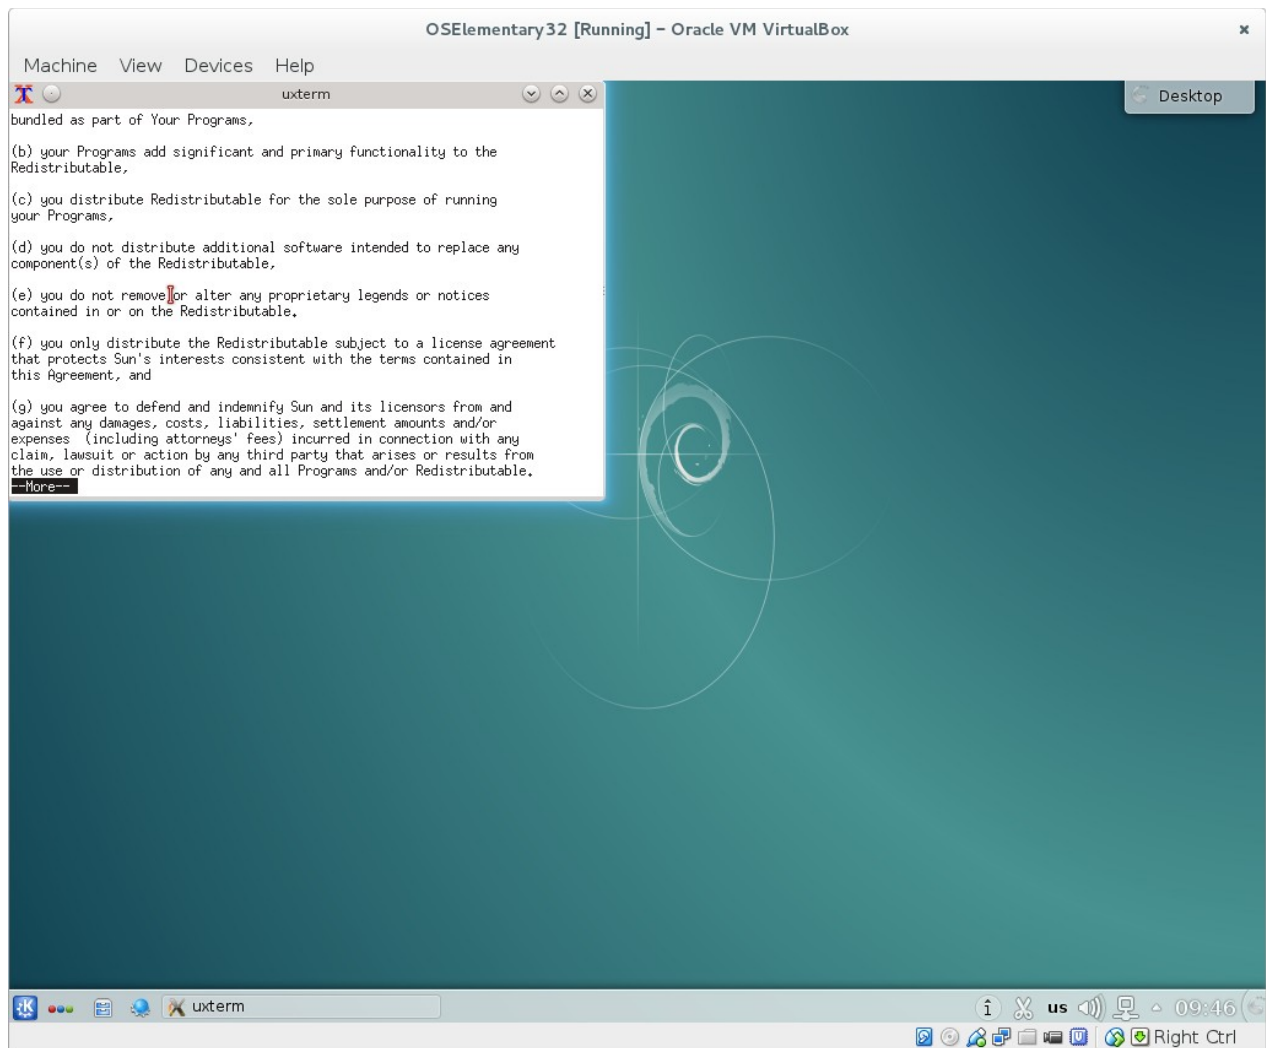 OSElementary32 [Running] – Oracle VM VirtualBox
Machine View Devices Help
uxterm
Desktop
bundled as part of Your Programs,
(b) your Programs add significant and primary functionality to the
Redistributable,
(c) you distribute Redistributable for the sole purpose of running
your Programs,
(d) you do not distribute additional software intended to replace any
component(s) of the Redistributable,
(e) you do not remove or alter any proprietary legends or notices
contained in or on the Redistributable.
(f) you only distribute the Redistributable subject to a license agreement
that protects Sun's interests consistent with the terms contained in
this Agreement, and
(g) you agree to defend and indemnify Sun and its licensors from and
against any damages, costs, liabilities, settlement amounts and/or
expenses  (including attorneys' fees) incurred in connection with any
claim, lawsuit or action by any third party that arises or results from
the use or distribution of any and all Programs and/or Redistributable.
--More--
uxterm
us 09:46
Right Ctrl